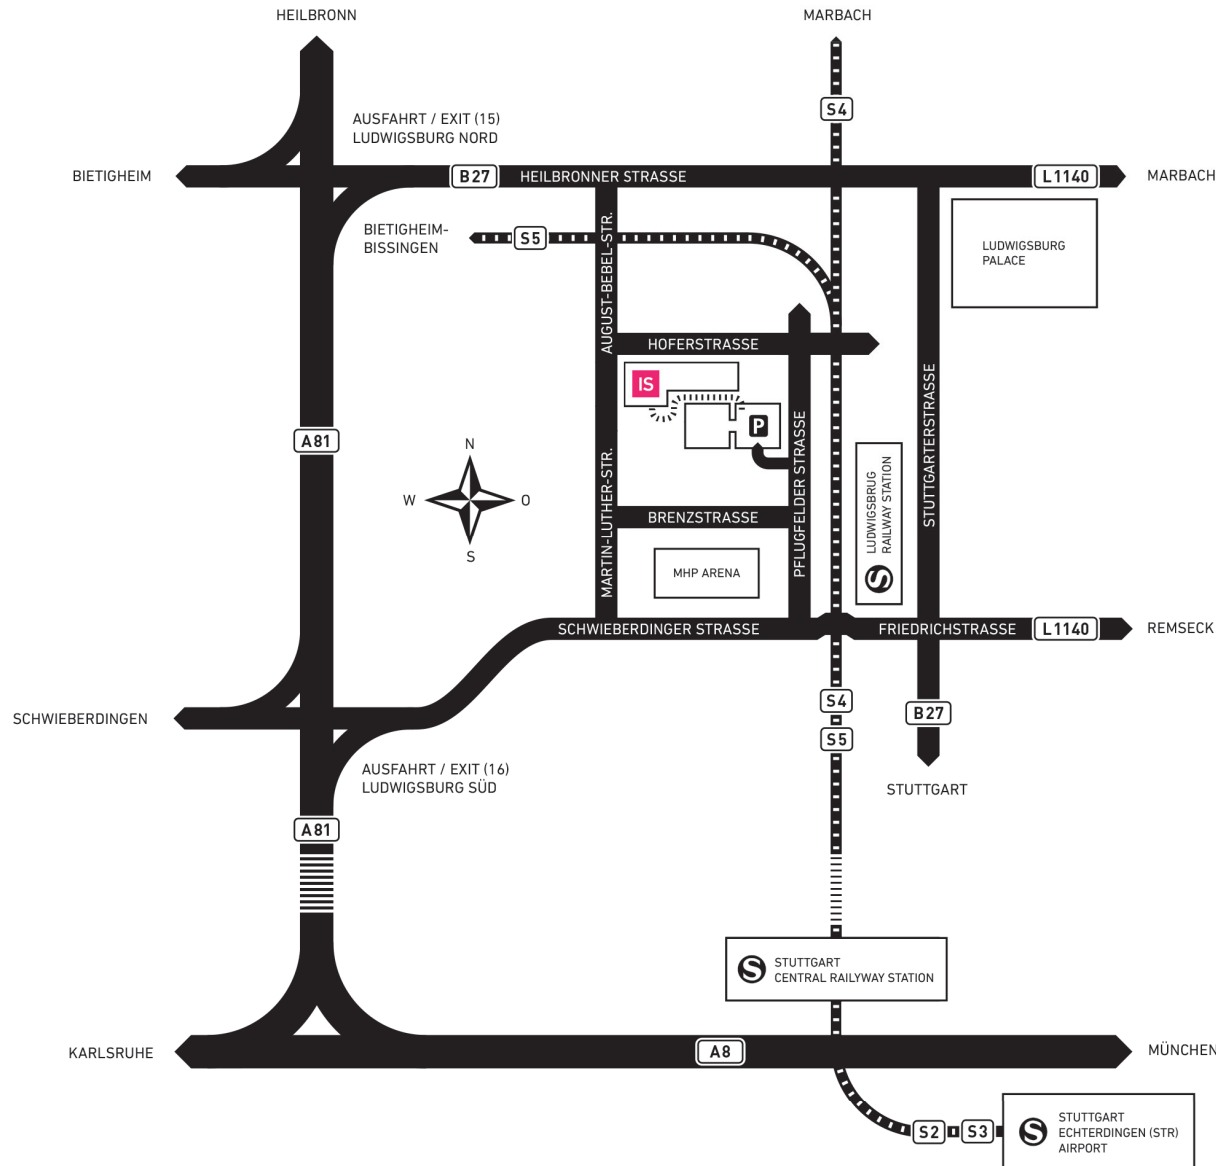 HEILBRONN
MARBACH
S4
AUSFAHRT / EXIT (15)
LUDWIGSBURG NORD
BIETIGHEIM
B27
HEILBRONNER STRASSE
L1140
MARBACH
BIETIGHEIM-
BISSINGEN
S5
AUGUST-BEBEL-STR.
LUDWIGSBURG
PALACE
HOFERSTRASSE
IS
P
A81
N
W
O
S
MARTIN-LUTHER-STR.
PFLUGFELDER STRASSE
LUDWIGSBRUG
RAILWAY STATION
S
STUTTGARTERSTRASSE
BRENZSTRASSE
MHP ARENA
SCHWIEBERDINGER STRASSE
FRIEDRICHSTRASSE
L1140
REMSECK
SCHWIEBERDINGEN
S4
S5
B27
AUSFAHRT / EXIT (16)
LUDWIGSBURG SÜD
STUTTGART
A81
S
STUTTGART
CENTRAL RAILYWAY STATION
KARLSRUHE
A8
MÜNCHEN
S2
S3
S
STUTTGART
ECHTERDINGEN (STR)
AIRPORT